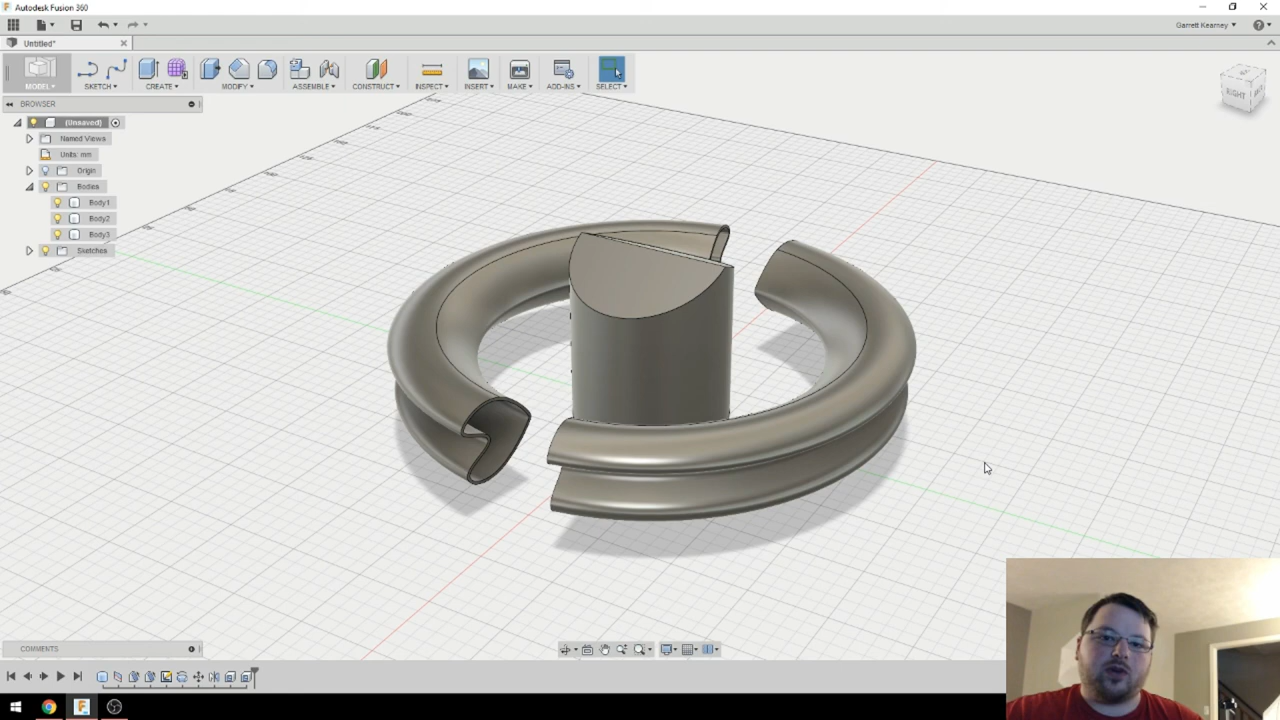 Autodesk Fusion 360
Garrett Kearney
Untitled*
MODEL
SKETCH
CREATE
MODIFY
ASSEMBLE
CONSTRUCT
INSPECT
INSERT
MAKE
ADD-INS
SELECT
BROWSER
(Unsaved)
Named Views
Units: mm
Origin
Bodies
Body1
Body2
Body3
Sketches
RIGHT
COMMENTS